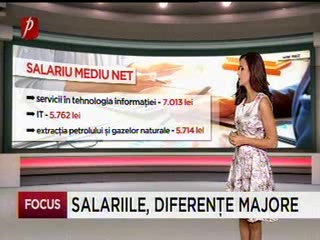 SALARIU MEDIU NET
servicii în tehnologia informației - 7.013 lei
IT - 5.762 lei
extracția petrolului și gazelor naturale - 5.714 lei
FOCUS SALARIILE, DIFERENȚE MAJORE